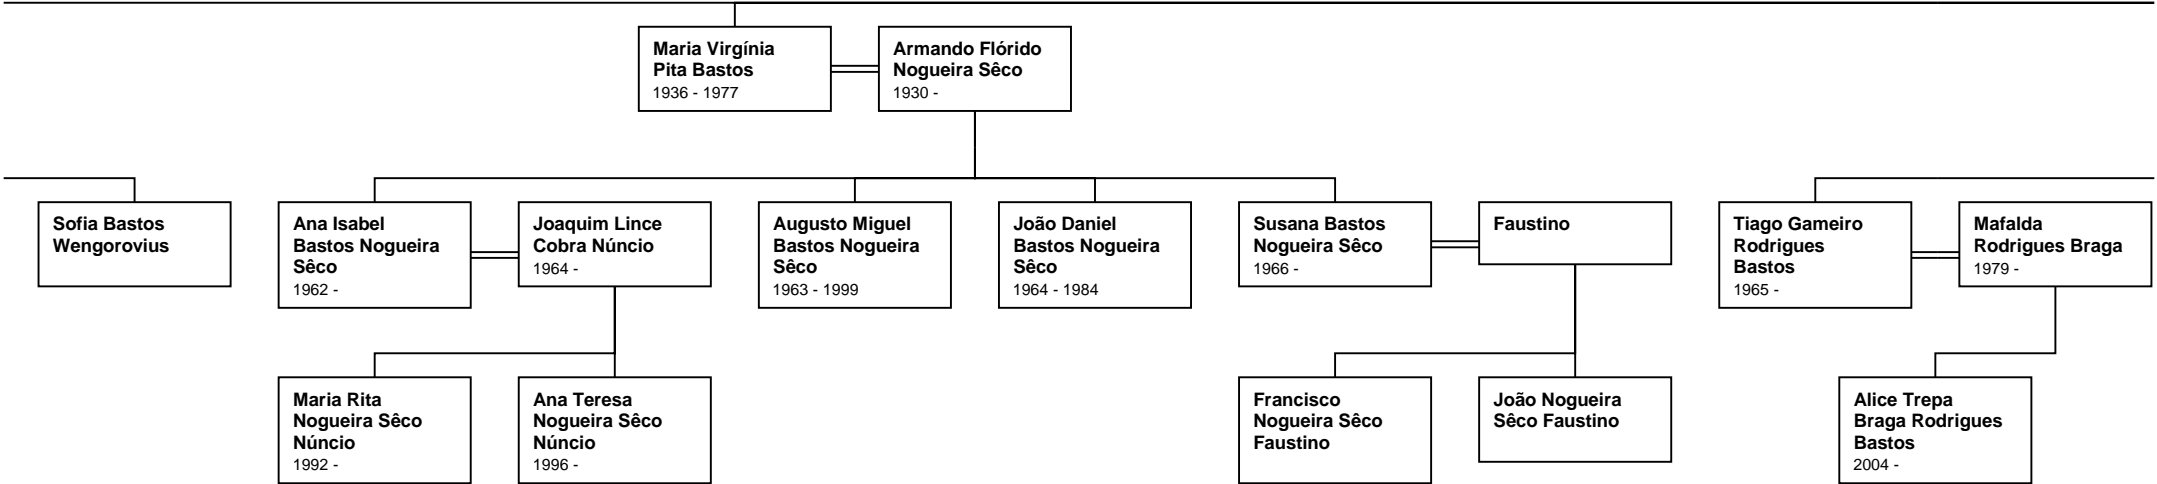 Maria Virgínia
Pita Bastos
1936 - 1977
Armando Flórido
Nogueira Sêco
1930 -
Sofia Bastos
Wengorovius
Ana Isabel
Bastos Nogueira
Sêco
1962 -
Joaquim Lince
Cobra Núncio
1964 -
Augusto Miguel
Bastos Nogueira
Sêco
1963 - 1999
João Daniel
Bastos Nogueira
Sêco
1964 - 1984
Susana Bastos
Nogueira Sêco
1966 -
Faustino
Tiago Gameiro
Rodrigues
Bastos
1965 -
Mafalda
Rodrigues Braga
1979 -
Maria Rita
Nogueira Sêco
Núncio
1992 -
Ana Teresa
Nogueira Sêco
Núncio
1996 -
Francisco
Nogueira Sêco
Faustino
João Nogueira
Sêco Faustino
Alice Trepa
Braga Rodrigues
Bastos
2004 -